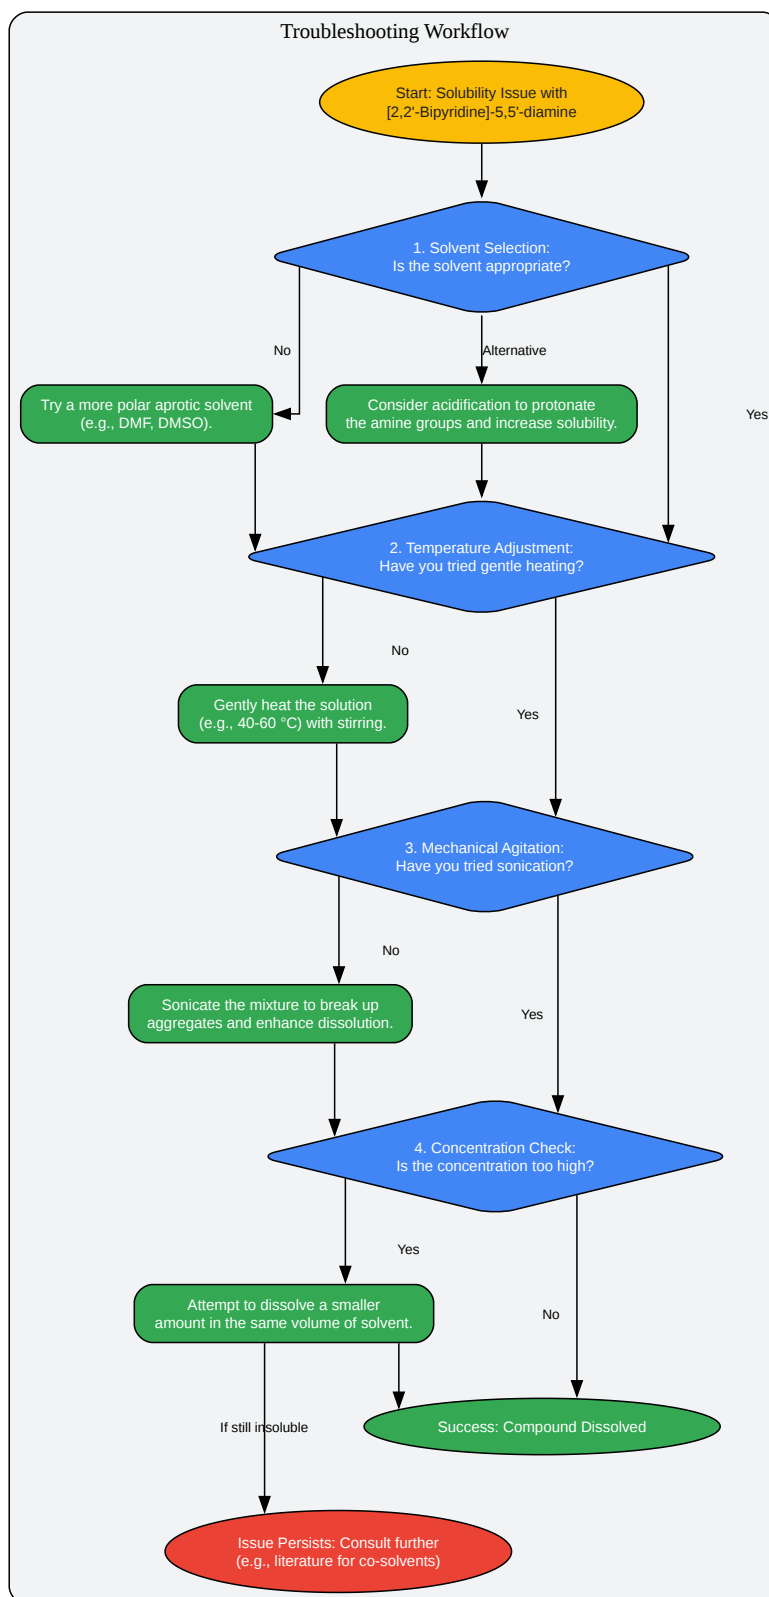 Troubleshooting Workflow
Start: Solubility Issue with
[2,2'-Bipyridine]-5,5'-diamine
1. Solvent Selection:
Is the solvent appropriate?
No
Alternative
Yes
Try a more polar aprotic solvent
(e.g., DMF, DMSO).
Consider acidification to protonate
the amine groups and increase solubility.
2. Temperature Adjustment:
Have you tried gentle heating?
No
Yes
Gently heat the solution
(e.g., 40-60 °C) with stirring.
3. Mechanical Agitation:
Have you tried sonication?
No
Yes
Sonicate the mixture to break up
aggregates and enhance dissolution.
4. Concentration Check:
Is the concentration too high?
Yes
No
Attempt to dissolve a smaller
amount in the same volume of solvent.
If still insoluble
Success: Compound Dissolved
Issue Persists: Consult further
(e.g., literature for co-solvents)